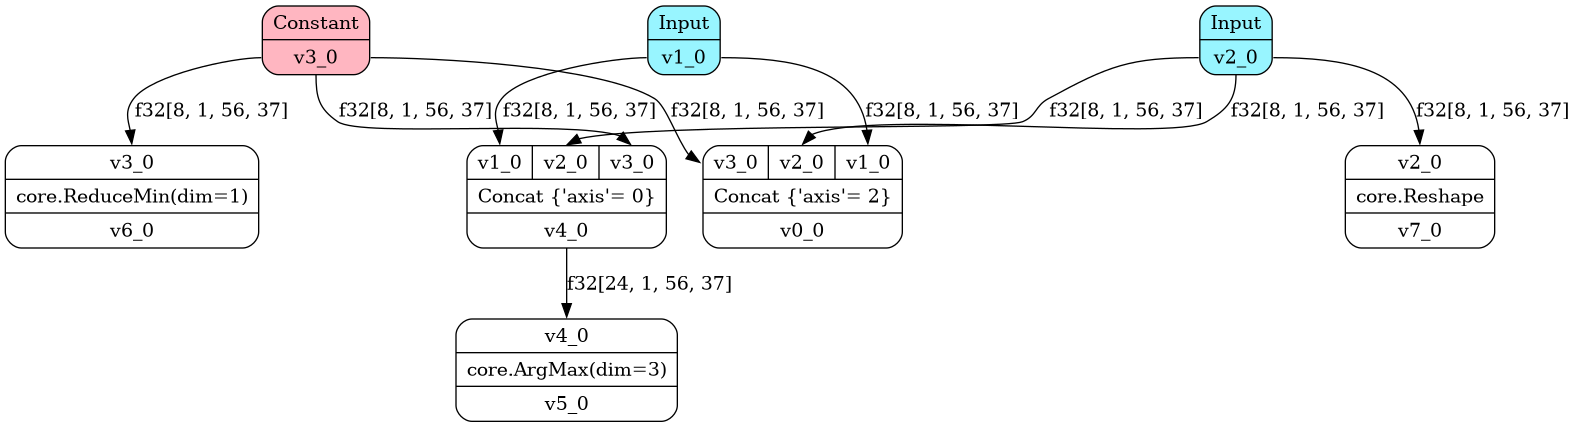 Constant
v3_0
Input
v1_0
Input
v2_0
f32[8, 1, 56, 37]
f32[8, 1, 56, 37]
f32[8, 1, 56, 37]
f32[8, 1, 56, 37]
f32[8, 1, 56, 37]
f32[8, 1, 56, 37]
f32[8, 1, 56, 37]
f32[8, 1, 56, 37]
v3_0
core.ReduceMin(dim=1)
v6_0
v1_0 v2_0 v3_0
Concat {'axis'= 0}
v4_0
v3_0 v2_0 v1_0
Concat {'axis'= 2}
v0_0
v2_0
core.Reshape
v7_0
f32[24, 1, 56, 37]
v4_0
core.ArgMax(dim=3)
v5_0